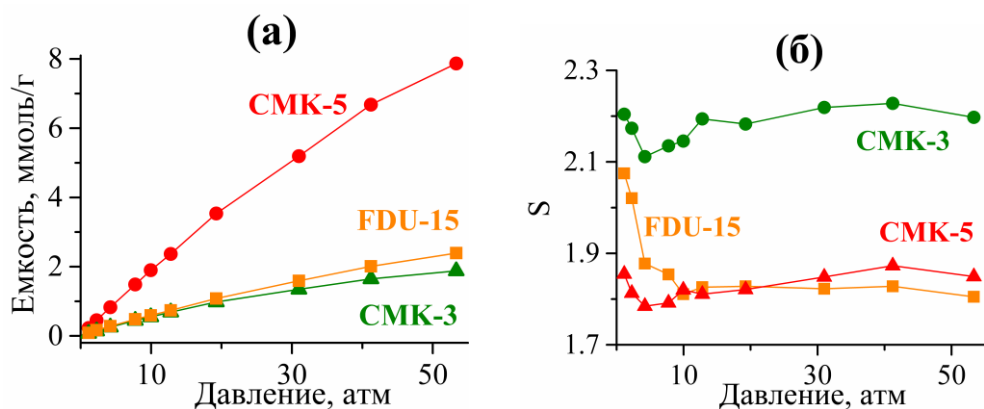 (а)
Емкость, ммоль/г
8
6
4
2
0
CMK-5
FDU-15
CMK-3
10
30
50
Давление, атм
(б)
S
2.3
2.1
1.9
1.7
CMK-3
FDU-15
CMK-5
10
30
50
Давление, атм